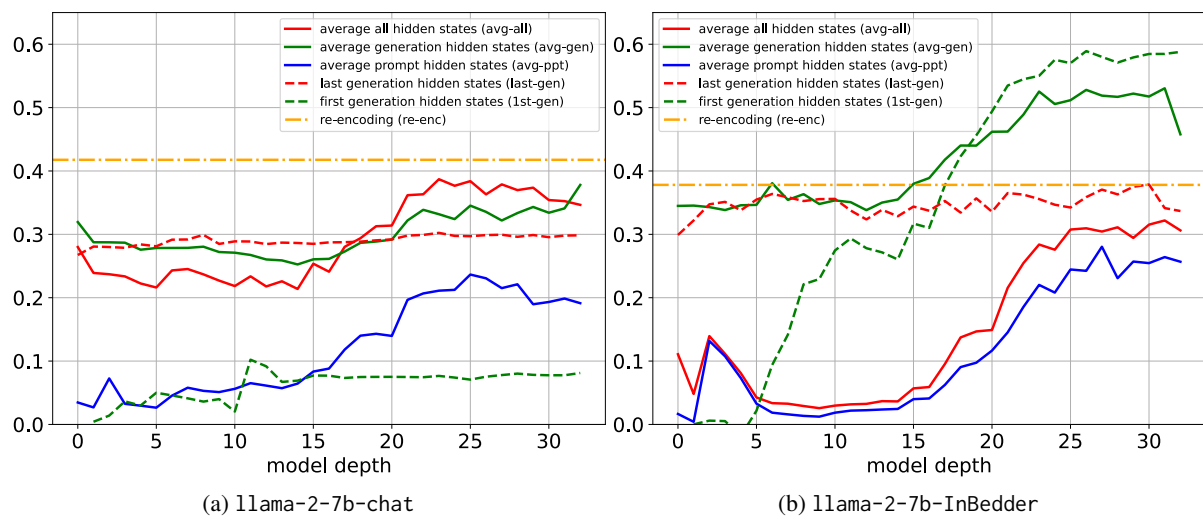 average all hidden states (avg-all)
average generation hidden states (avg-gen)
average prompt hidden states (avg-ppt)
last generation hidden states (last-gen)
first generation hidden states (1st-gen)
re-encoding (re-enc)
0.6
0.5
0.4
0.3
0.2
0.1
0.0
0 5 10 15 20 25 30
model depth
(a) llama-2-7b-chat
average all hidden states (avg-all)
average generation hidden states (avg-gen)
average prompt hidden states (avg-ppt)
last generation hidden states (last-gen)
first generation hidden states (1st-gen)
re-encoding (re-enc)
0.6
0.5
0.4
0.3
0.2
0.1
0.0
0 5 10 15 20 25 30
model depth
(b) llama-2-7b-InBedder